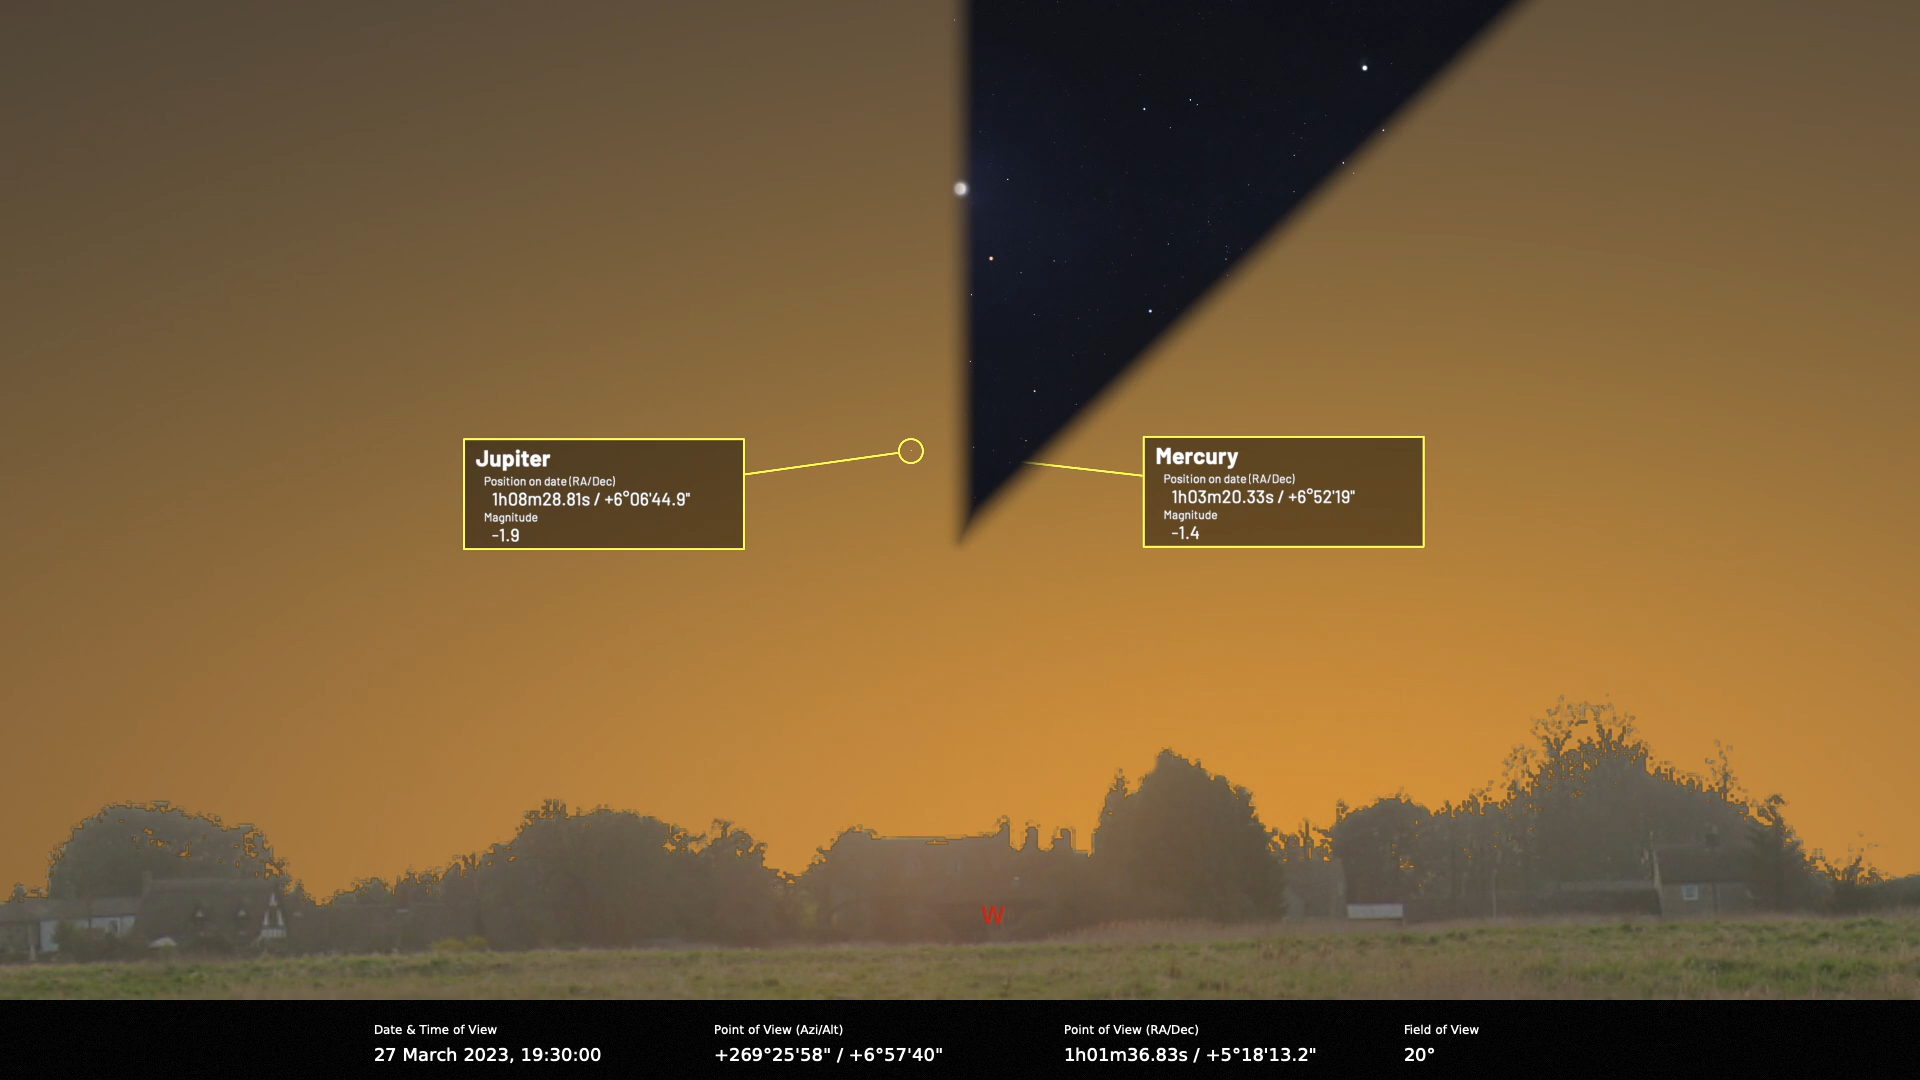 Jupiter
Position on date (RA/Dec)
1h08m28.81s / +6°06'44.9"
Magnitude
-1.9
Mercury
Position on date (RA/Dec)
1h03m20.33s / +6°52'19"
Magnitude
-1.4
W
Date & Time of View
27 March 2023, 19:30:00
Point of View (Azi/Alt)
+269°25'58" / +6°57'40"
Point of View (RA/Dec)
1h01m36.83s / +5°18'13.2"
Field of View
20°